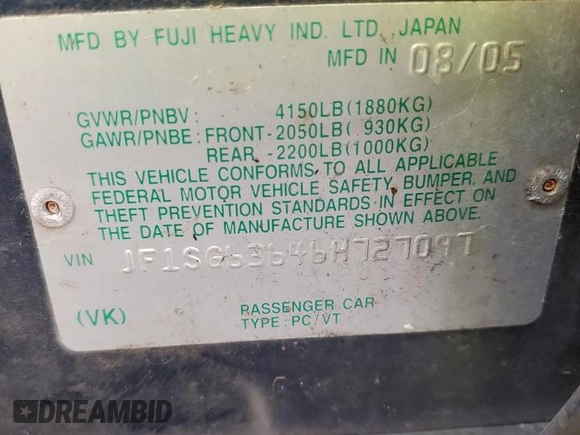 MFD BY FUJI HEAVY IND. LTD. JAPAN
MFD IN 08/05
GVWR/PNBV : 4150LB(1880KG)
GAWR/PNBE : FRONT-2050LB( 930KG)
REAR -2200LB(1000KG)
THIS VEHICLE CONFORMS TO ALL APPLICABLE
FEDERAL MOTOR VEHICLE SAFETY, BUMPER, AND
THEFT PREVENTION STANDARDS IN EFFECT ON
THE DATE OF MANUFACTURE SHOWN ABOVE.
VIN JF1SG63646H727097
(VK) PASSENGER CAR
TYPE: PC/VT
DREAMBID